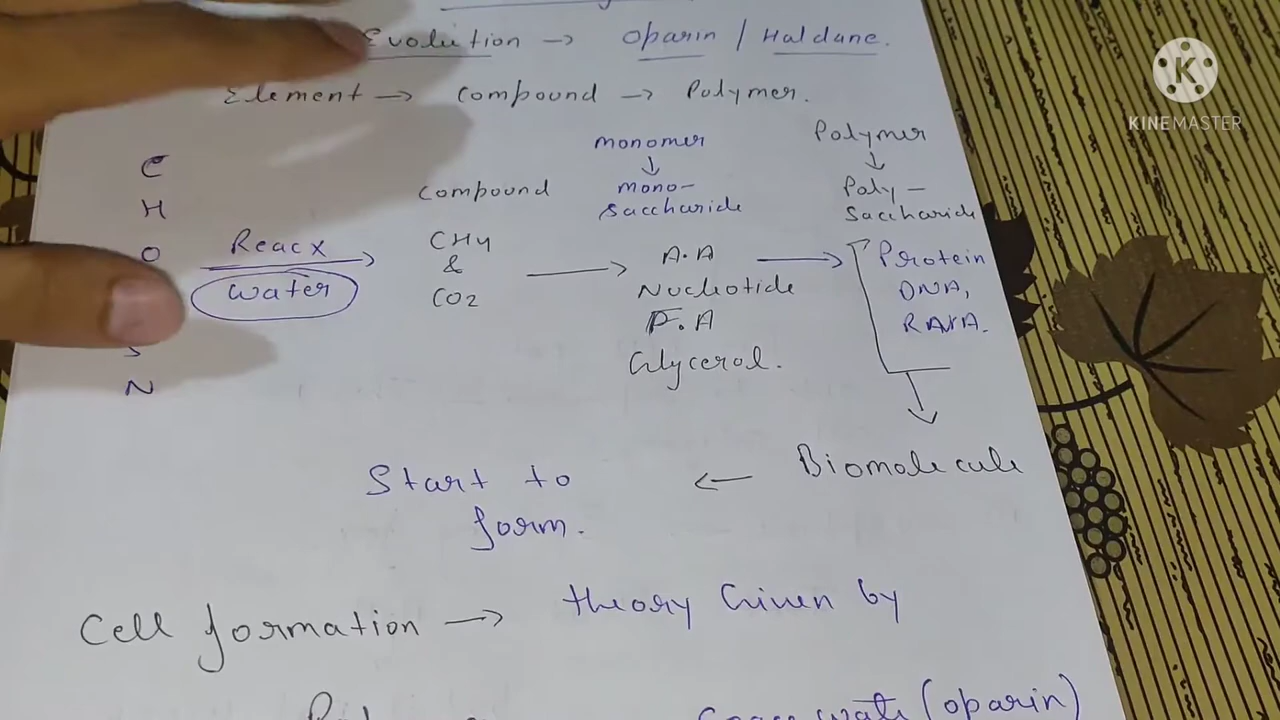 Evolution → Oparin / Haldane.
Element → Compound → Polymer.
monomer
↓
mono-
saccharide
Polymer
↓
Poly-
Saccharide
C
H
O
S
N
Reacx
Water
Compound
CH4
&
CO2
A.A
Nucleotide
F.A
Glycerol.
Protein
DNA,
RNA.
Biomolecule
Start to
form.
Cell formation → theory Given by
(oparin)
K
KINEMASTER